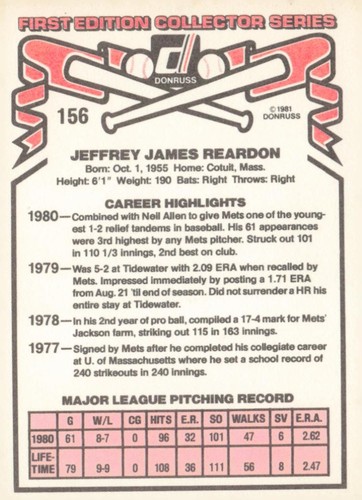 FIRST EDITION COLLECTOR SERIES
d
DONRUSS
156
© 1981
DONRUSS
JEFFREY JAMES REARDON
Born: Oct. 1, 1955 Home: Cotuit, Mass.
Height: 6'1" Weight: 190 Bats: Right Throws: Right
CAREER HIGHLIGHTS
1980—Combined with Neil Allen to give Mets one of the young-
est 1-2 relief tandems in baseball. His 61 appearances
were 3rd highest by any Mets pitcher. Struck out 101
in 110 1/3 innings, 2nd best on club.
1979—Was 5-2 at Tidewater with 2.09 ERA when recalled by
Mets. Impressed immediately by posting a 1.71 ERA
from Aug. 21 'til end of season. Did not surrender a HR his
entire stay at Tidewater.
1978—In his 2nd year of pro ball, compiled a 17-4 mark for Mets'
Jackson farm, striking out 115 in 163 innings.
1977—Signed by Mets after he completed his collegiate career
at U. of Massachusetts where he set a school record of
240 strikeouts in 240 innings.
MAJOR LEAGUE PITCHING RECORD
G W/L CG HITS ER SO WALKS SV E.R.A.
1980 61 8-7 0 96 32 101 47 6 2.62
LIFE-
TIME 79 9-9 0 108 36 111 56 8 2.47